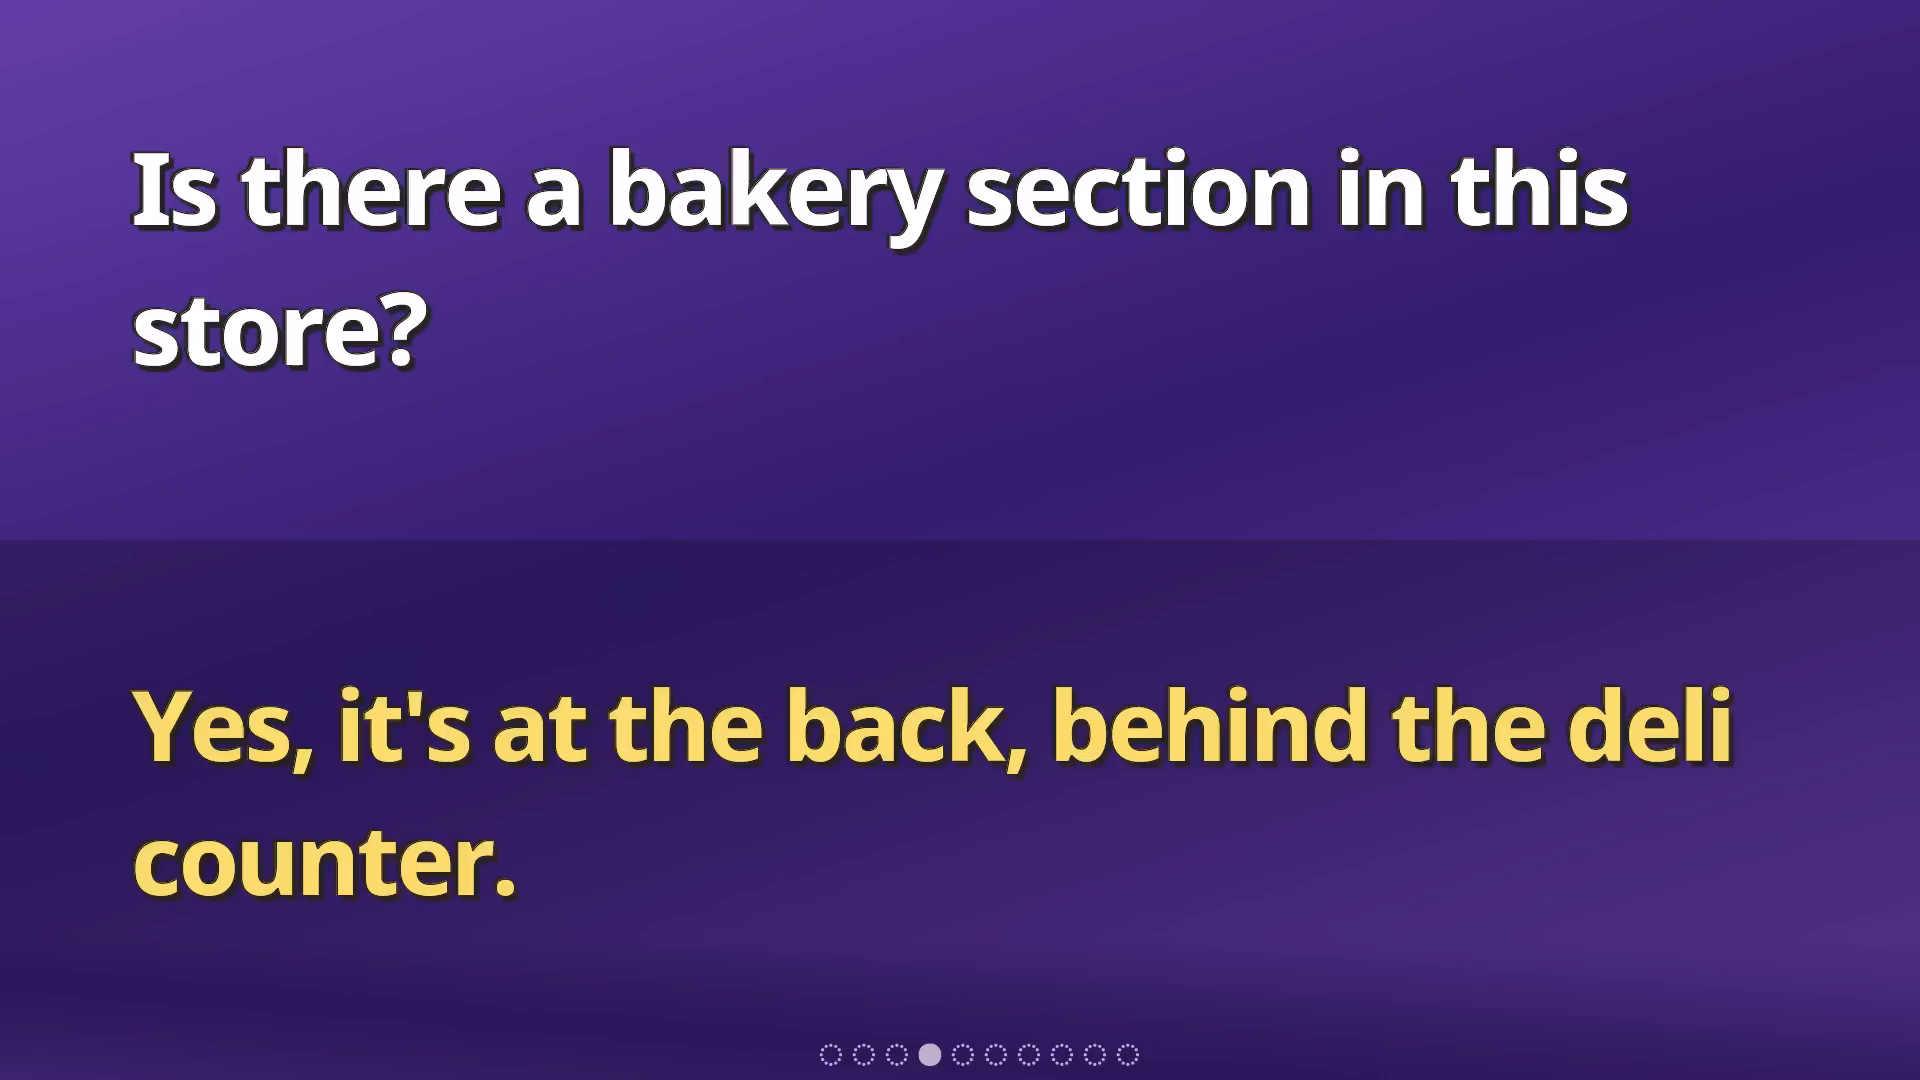 Is there a bakery section in this
store?
Yes, it's at the back, behind the deli
counter.